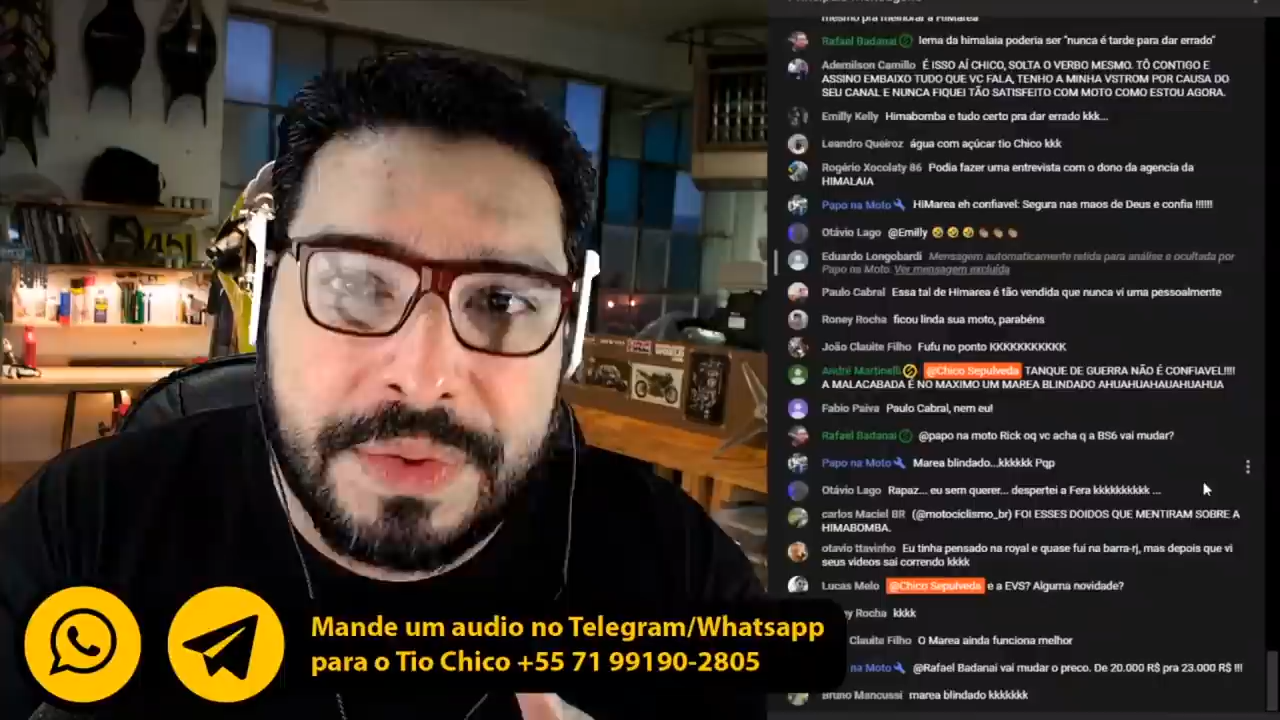 mesmo pra melhorar a HiMarea
Rafael Badanai lema da himalaia poderia ser "nunca é tarde para dar errado"
Ademilson Camillo É ISSO AÍ CHICO, SOLTA O VERBO MESMO. TÔ CONTIGO E
ASSINO EMBAIXO TUDO QUE VC FALA, TENHO A MINHA VSTROM POR CAUSA DO
SEU CANAL E NUNCA FIQUEI TÃO SATISFEITO COM MOTO COMO ESTOU AGORA.
Emilly Kelly Himabomba e tudo certo pra dar errado kkk...
Leandro Queiroz água com açúcar tio Chico kkk
Rogério Xocolaty 86 Podia fazer uma entrevista com o dono da agencia da
HIMALAIA
Papo na Moto HiMarea eh confiavel: Segura nas maos de Deus e confia !!!!!!
Otávio Lago @Emilly 🤣🤣🤣👏👏👏
Eduardo Longobardi Mensagem automaticamente retida para análise e ocultada por
Papo na Moto. Ver mensagem excluída
Paulo Cabral Essa tal de Himarea é tão vendida que nunca vi uma pessoalmente
Roney Rocha ficou linda sua moto, parabéns
João Clauite Filho Fufu no ponto KKKKKKKKKKK
André Martinelli @Chico Sepulveda TANQUE DE GUERRA NÃO É CONFIAVEL!!!!
A MALACABADA É NO MAXIMO UM MAREA BLINDADO AHUAHUAHAUAHUAHUA
Fabio Paiva Paulo Cabral, nem eu!
Rafael Badanai @papo na moto Rick oq vc acha q a BS6 vai mudar?
Papo na Moto Marea blindado...kkkkkk Pqp
Otávio Lago Rapaz... eu sem querer... despertei a Fera kkkkkkkkkk ...
carlos Maciel BR (@motociclismo_br) FOI ESSES DOIDOS QUE MENTIRAM SOBRE A
HIMABOMBA.
otavio ttavinho Eu tinha pensado na royal e quase fui na barra-rj, mas depois que vi
seus videos sai correndo kkkk
Lucas Melo @Chico Sepulveda e a EVS? Alguma novidade?
ey Rocha kkkk
Clauite Filho O Marea ainda funciona melhor
na Moto @Rafael Badanai vai mudar o preco. De 20.000 R$ pra 23.000 R$ !!!
Bruno Mancussi marea blindado kkkkkkk
Mande um audio no Telegram/Whatsapp
para o Tio Chico +55 71 99190-2805